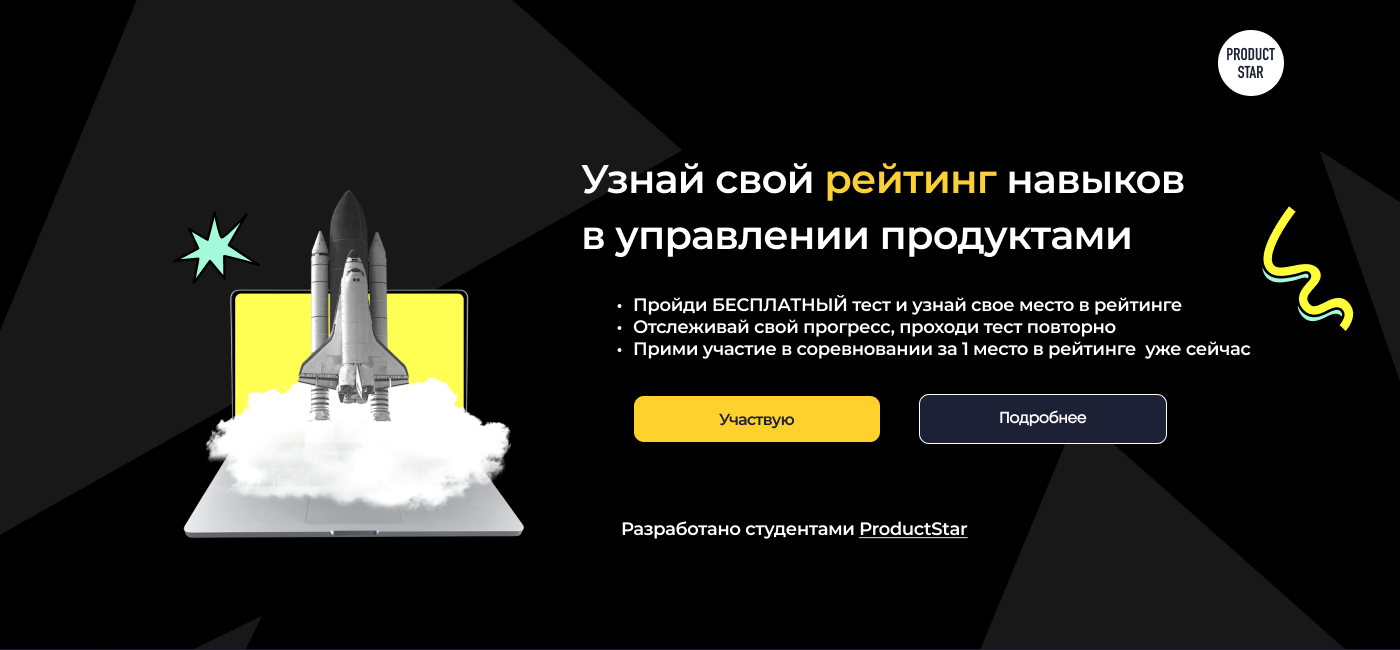 PRODUCT
STAR
Узнай свой рейтинг навыков
в управлении продуктами
• Пройди БЕСПЛАТНЫЙ тест и узнай свое место в рейтинге
• Отслеживай свой прогресс, проходи тест повторно
• Прими участие в соревновании за 1 место в рейтинге  уже сейчас
Участвую
Подробнее
Разработано студентами ProductStar